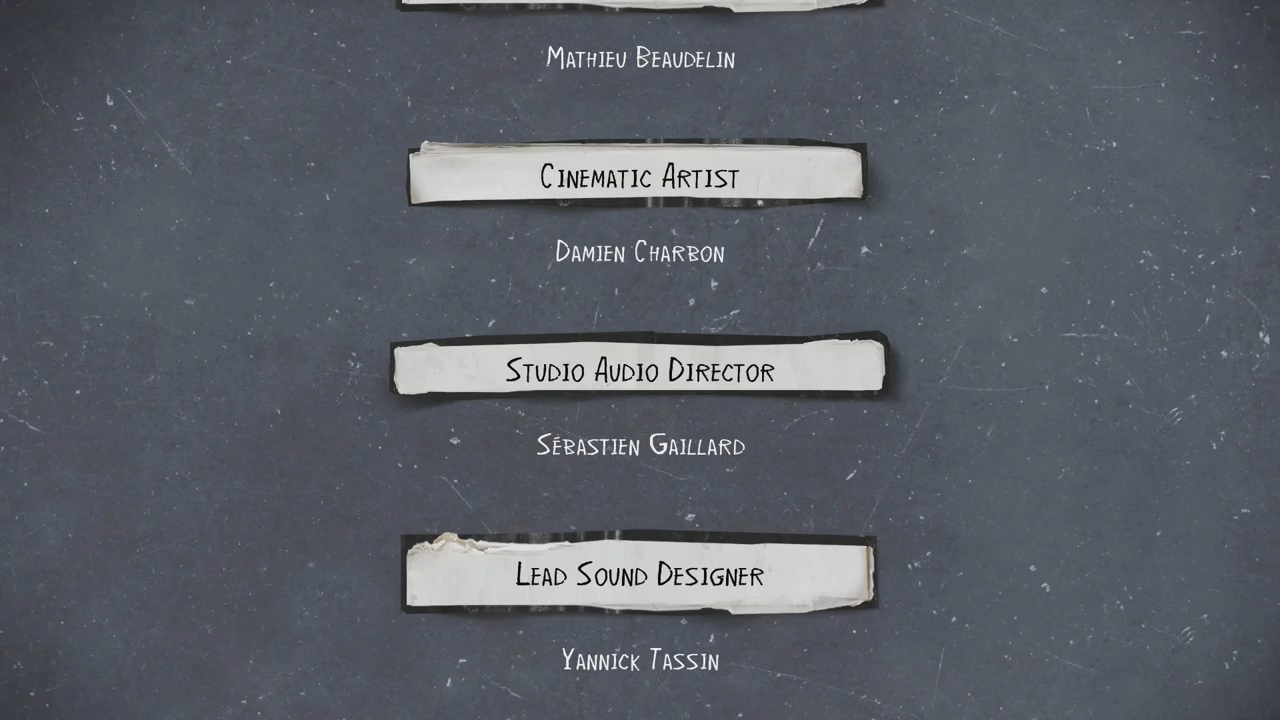 Mathieu Beaudelin
Cinematic Artist
Damien Charbon
Studio Audio Director
Sébastien Gaillard
Lead Sound Designer
Yannick Tassin